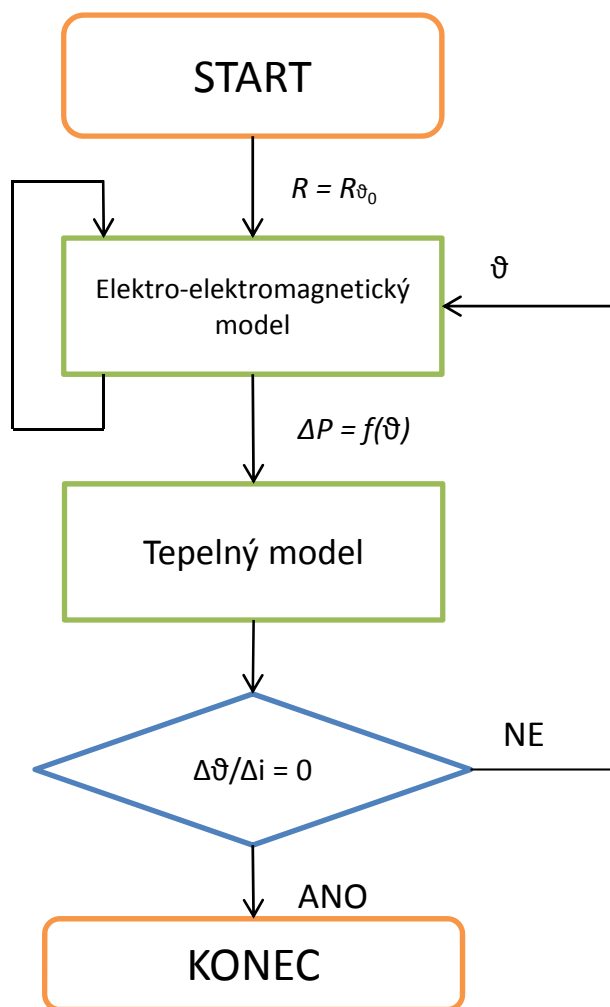 START
R = Rϑ₀
Elektro-elektromagnetický
model
ϑ
ΔP = f(ϑ)
Tepelný model
Δϑ/Δi = 0
NE
ANO
KONEC